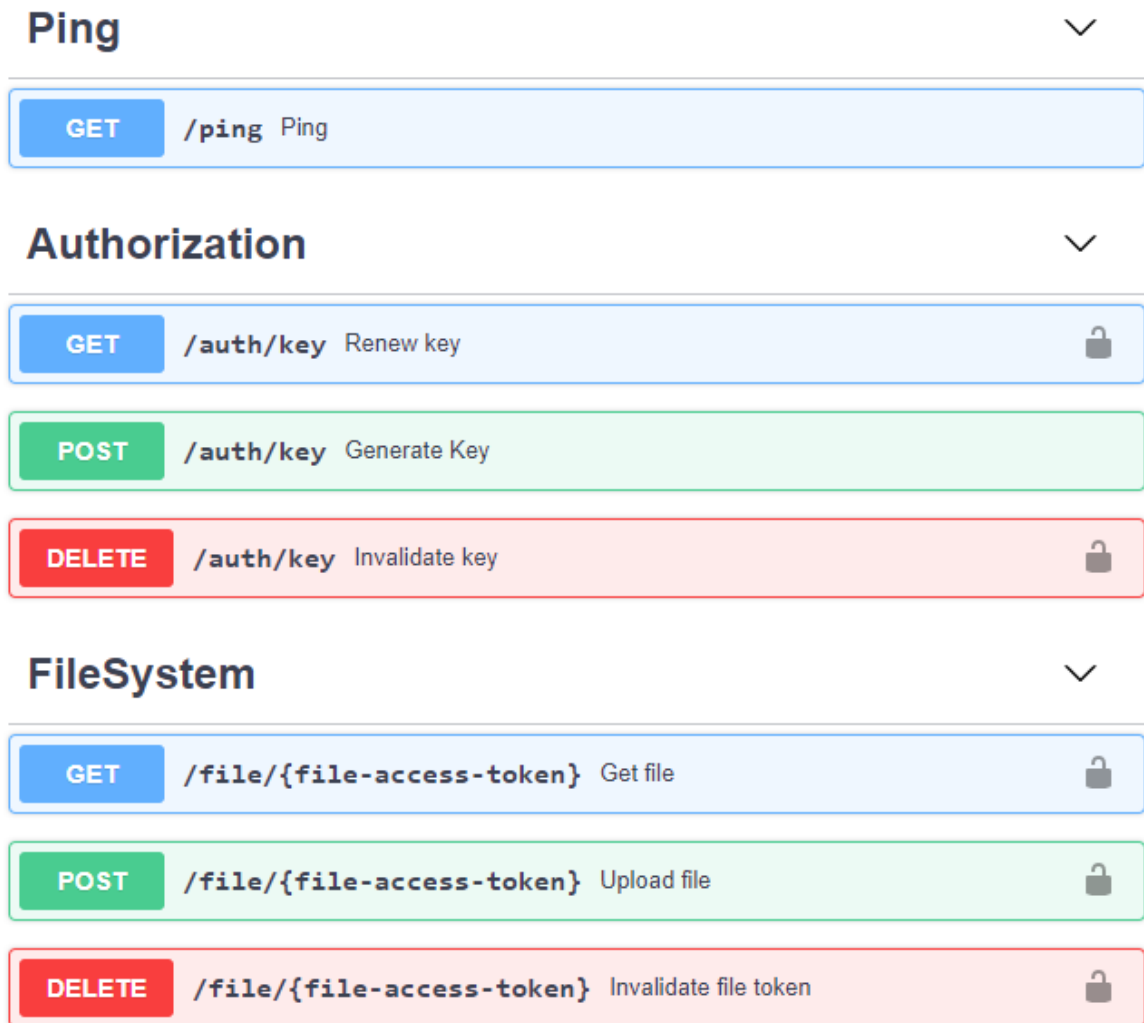 Ping
GET /ping Ping
Authorization
GET /auth/key Renew key
POST /auth/key Generate Key
DELETE /auth/key Invalidate key
FileSystem
GET /file/{file-access-token} Get file
POST /file/{file-access-token} Upload file
DELETE /file/{file-access-token} Invalidate file token